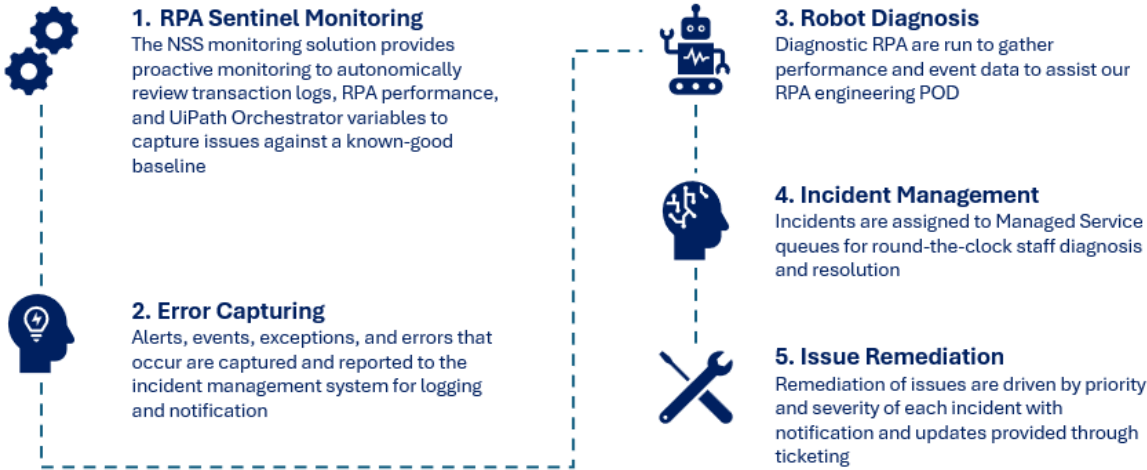 1. RPA Sentinel Monitoring
The NSS monitoring solution provides
proactive monitoring to autonomically
review transaction logs, RPA performance,
and UiPath Orchestrator variables to
capture issues against a known-good
baseline
2. Error Capturing
Alerts, events, exceptions, and errors that
occur are captured and reported to the
incident management system for logging
and notification
3. Robot Diagnosis
Diagnostic RPA are run to gather
performance and event data to assist our
RPA engineering POD
4. Incident Management
Incidents are assigned to Managed Service
queues for round-the-clock staff diagnosis
and resolution
5. Issue Remediation
Remediation of issues are driven by priority
and severity of each incident with
notification and updates provided through
ticketing